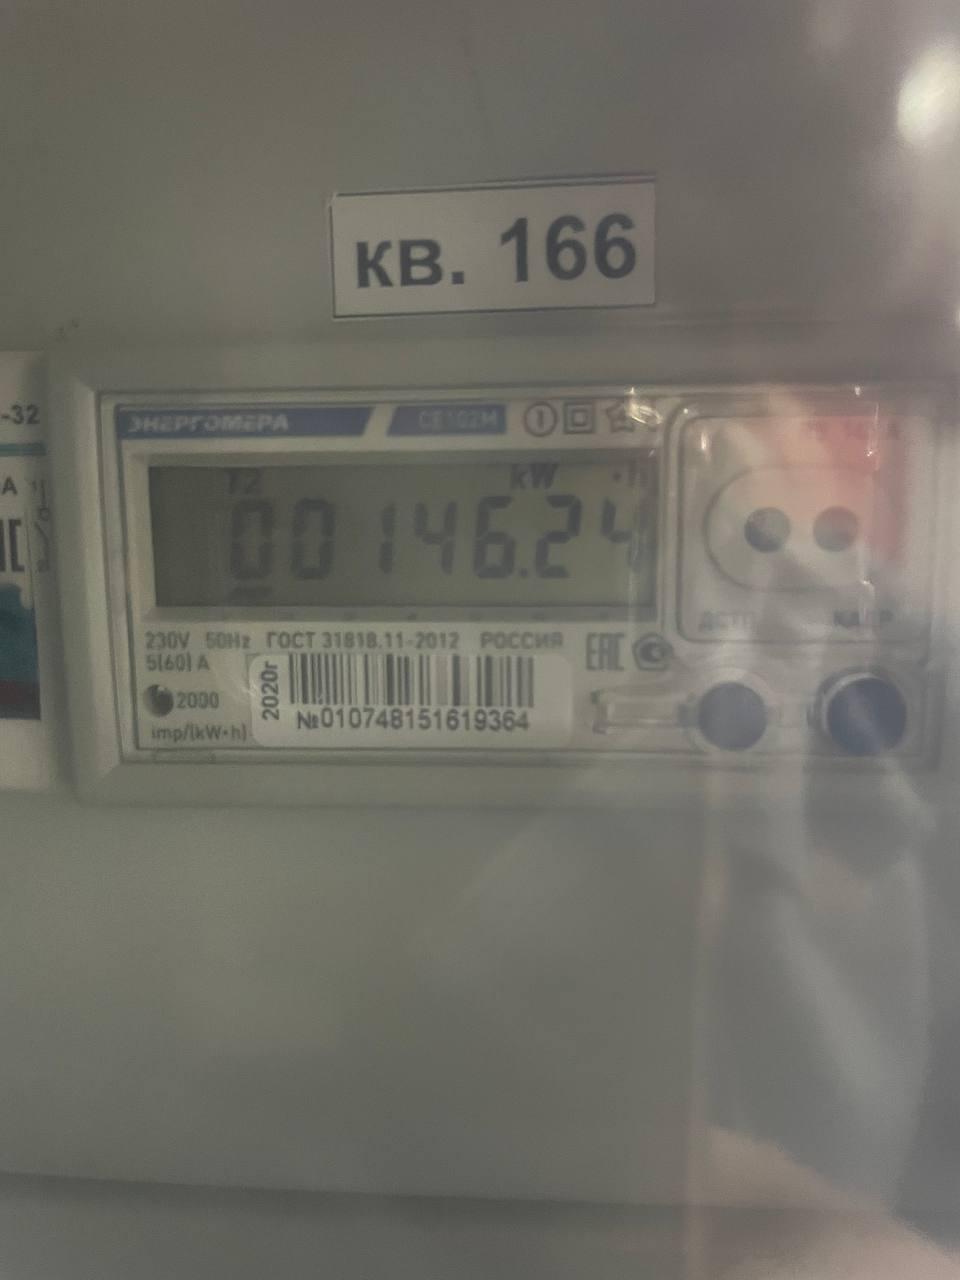 кв. 166
-32
ЭНЕРГОМЕРА CE102M
T2 kW·h
00146.24
230V 50Hz ГОСТ 31818.11-2012 РОССИЯ
5(60) A
2020г
2000
№010748151619364
imp/(kW•h)
ЕАС